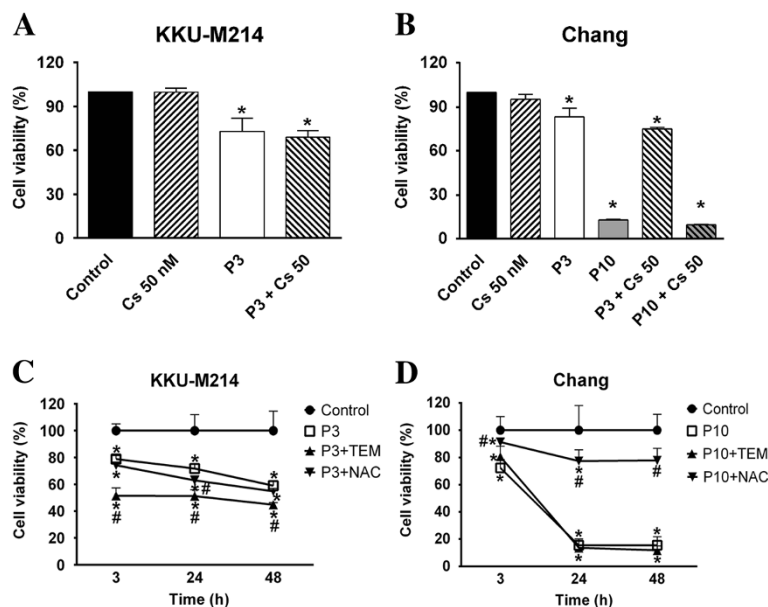 A
KKU-M214
Cell viability (%)
120
90
60
30
0
*
*
Control
Cs 50 nM
P3
P3 + Cs 50
B
Chang
Cell viability (%)
120
90
60
30
0
*
*
*
*
Control
Cs 50 nM
P3
P10
P3 + Cs 50
P10 + Cs 50
C
KKU-M214
Cell viability (%)
120
100
80
60
40
20
0
* * *
* *# *
* * *
# # #
3 24 48
Time (h)
Control
P3
P3+TEM
P3+NAC
D
Chang
Cell viability (%)
120
100
80
60
40
20
0
#*
*
*
* #
#
* *
* *
3 24 48
Time (h)
Control
P10
P10+TEM
P10+NAC